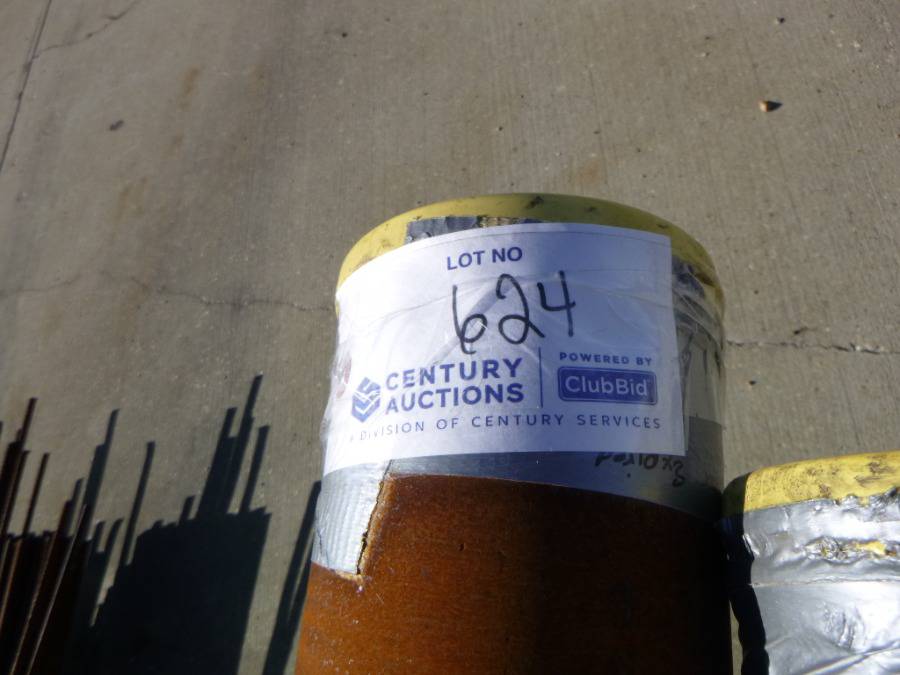 LOT NO
624
CENTURY AUCTIONS
POWERED BY
ClubBid
A DIVISION OF CENTURY SERVICES